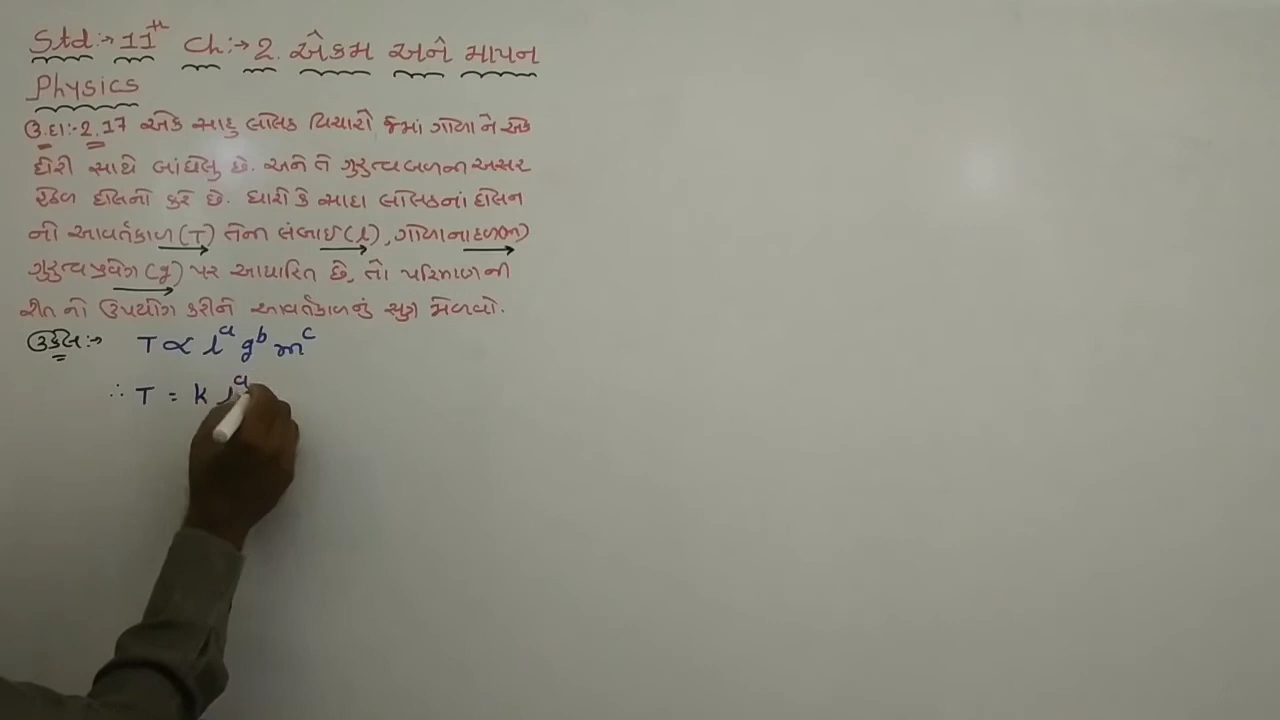 Std:→ 11th Ch:→ 2. એકમ અને માપન
Physics
ઉ.દા:-2.17 એક સાદુ લોલક વિચારો જેમાં ગોળાને એક
દોરી સાથે બાંધેલુ છે. અને તે ગુરુત્વબળની અસર
હેઠળ દોલનો કરે છે. ધારો કે સાદા લોલકનાં દોલન
નો આવર્તકાળ (T) તેની લંબાઈ (l), ગોળાના દળ(m)
ગુરુત્વપ્રવેગ (g) પર આધારિત છે, તો પરિમાણની
રીત નો ઉપયોગ કરીને આવર્તકાળનું સુત્ર મેળવો.
ઉકેલ:→ T ∝ l^a g^b m^c
∴ T = k l^a